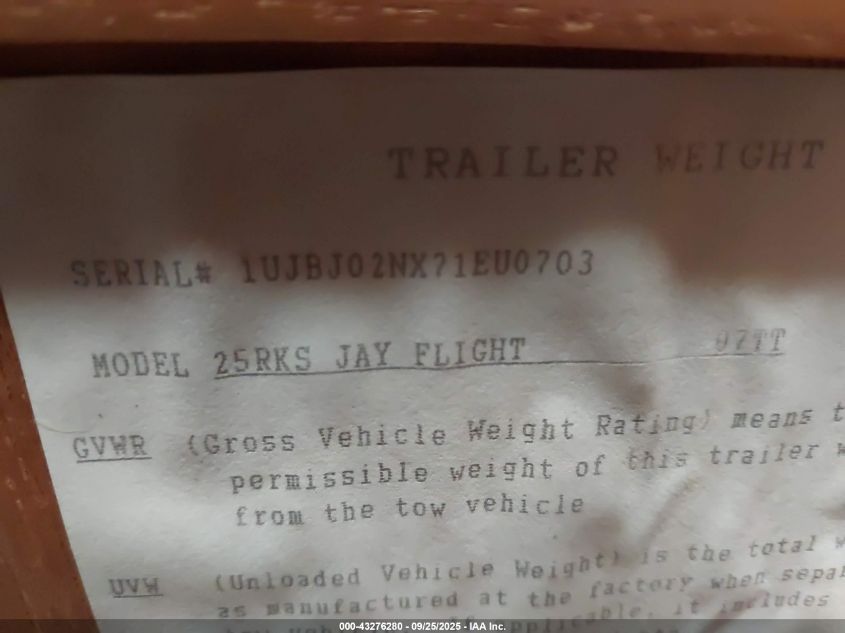 TRAILER WEIGHT
SERIAL# 1UJBJ02NX71EU0703
MODEL 25RKS JAY FLIGHT 07TT
GVWR (Gross Vehicle Weight Rating) means t
permissible weight of this trailer w
from the tow vehicle
UVW (Unloaded Vehicle Weight) is the total w
as manufactured at the factory when sepa
it includes
000-43276280 - 09/25/2025 - IAA Inc.